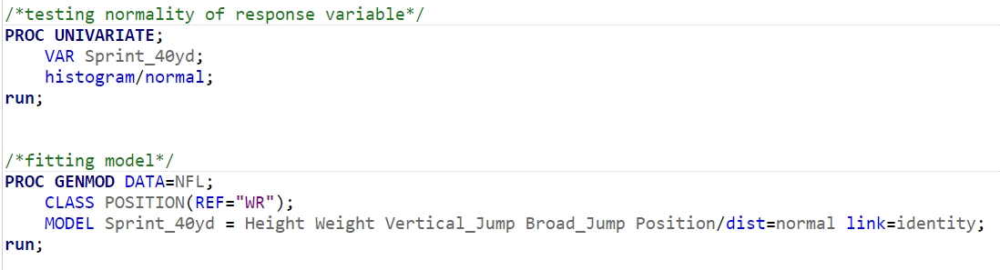 /*testing normality of response variable*/
PROC UNIVARIATE;
VAR Sprint_40yd;
histogram/normal;
run;
/*fitting model*/
PROC GENMOD DATA=NFL;
CLASS POSITION(REF="WR");
MODEL Sprint_40yd = Height Weight Vertical_Jump Broad_Jump Position/dist=normal link=identity;
run;